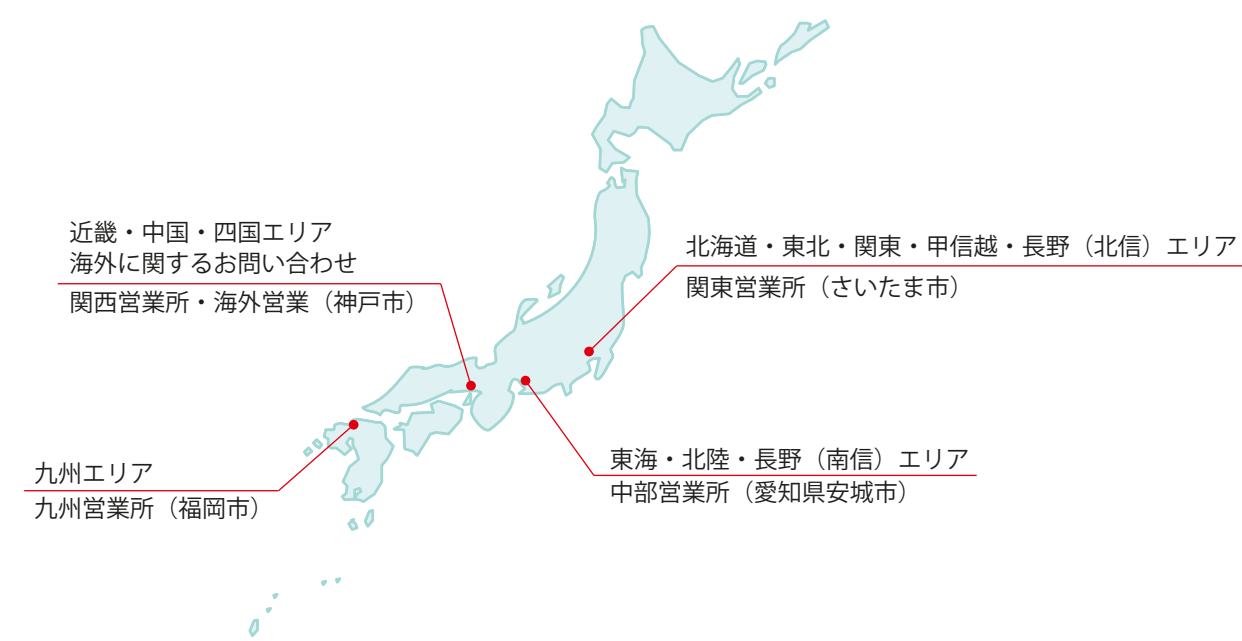 近畿・中国・四国エリア
海外に関するお問い合わせ
関西営業所・海外営業（神戸市）
北海道・東北・関東・甲信越・長野（北信）エリア
関東営業所（さいたま市）
東海・北陸・長野（南信）エリア
中部営業所（愛知県安城市）
九州エリア
九州営業所（福岡市）